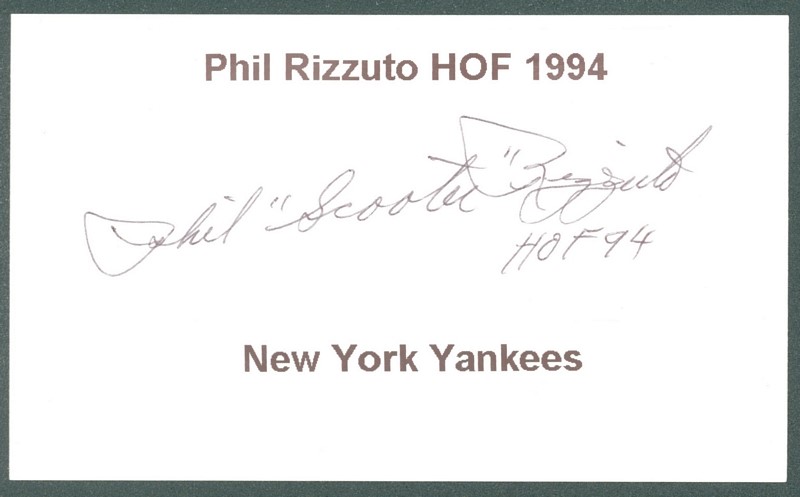 Phil Rizzuto HOF 1994
Phil "Scooter" Rizzuto
HOF 94
New York Yankees